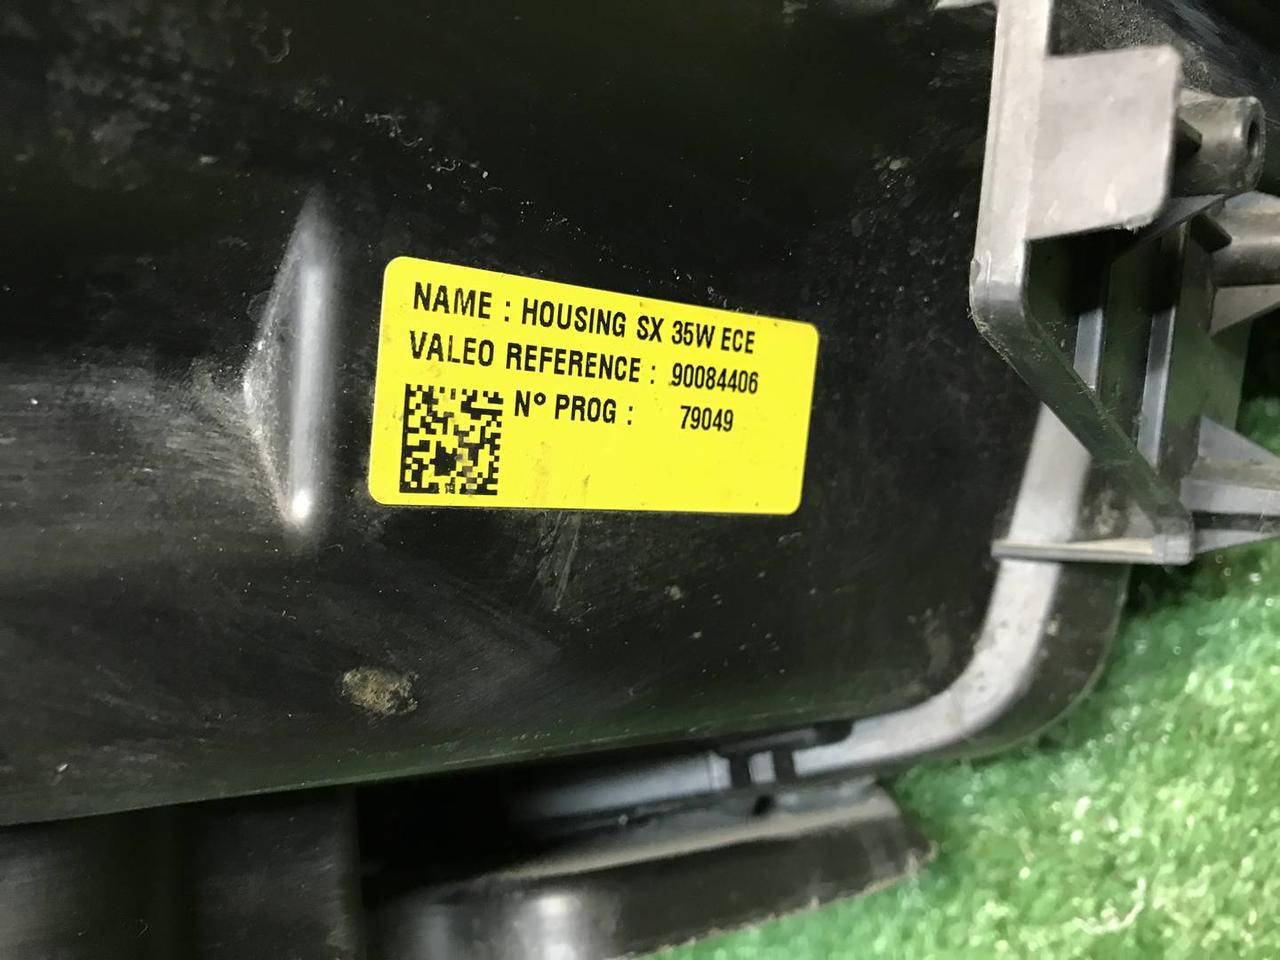 NAME : HOUSING SX 35W ECE
VALEO REFERENCE : 90084406
N° PROG : 79049